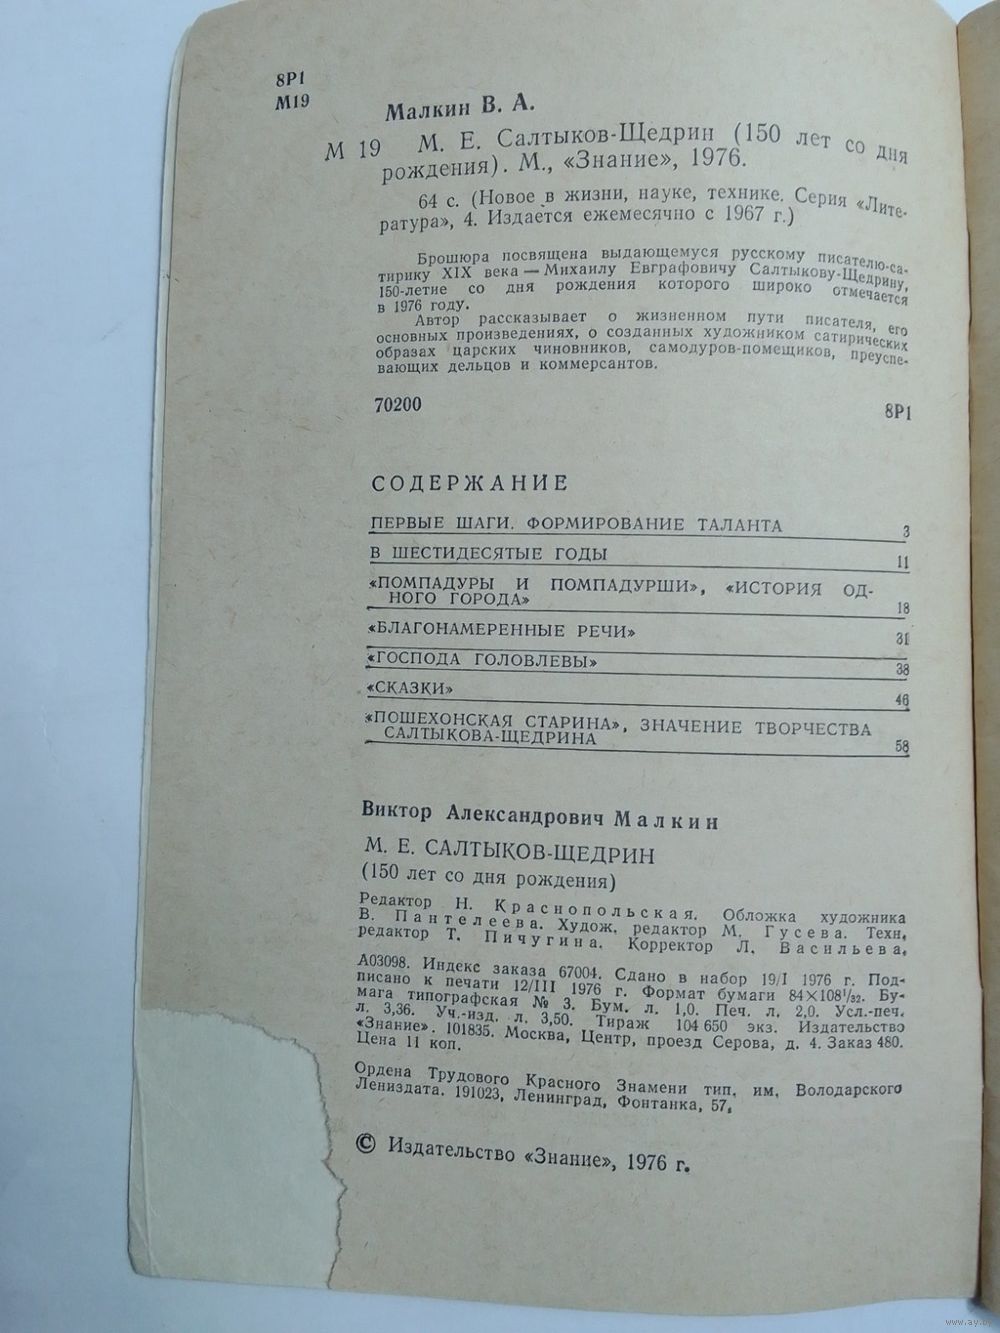 8Р1
М19
Малкин В. А.
М 19 М. Е. Салтыков-Щедрин (150 лет со дня
рождения). М., «Знание», 1976.
64 с. (Новое в жизни, науке, технике. Серия «Лите-
ратура», 4. Издается ежемесячно с 1967 г.)
Брошюра посвящена выдающемуся русскому писателю-са-
тирику XIX века — Михаилу Евграфовичу Салтыкову-Щедрину,
150-летие со дня рождения которого широко отмечается
в 1976 году.
Автор рассказывает о жизненном пути писателя, его
основных произведениях, о созданных художником сатирических
образах царских чиновников, самодуров-помещиков, преуспе-
вающих дельцов и коммерсантов.
70200 8Р1
СОДЕРЖАНИЕ
ПЕРВЫЕ ШАГИ. ФОРМИРОВАНИЕ ТАЛАНТА 3
В ШЕСТИДЕСЯТЫЕ ГОДЫ 11
«ПОМПАДУРЫ И ПОМПАДУРШИ», «ИСТОРИЯ ОД-
НОГО ГОРОДА» 18
«БЛАГОНАМЕРЕННЫЕ РЕЧИ» 31
«ГОСПОДА ГОЛОВЛЕВЫ» 38
«СКАЗКИ» 46
«ПОШЕХОНСКАЯ СТАРИНА», ЗНАЧЕНИЕ ТВОРЧЕСТВА
САЛТЫКОВА-ЩЕДРИНА 58
Виктор Александрович Малкин
М. Е. САЛТЫКОВ-ЩЕДРИН
(150 лет со дня рождения)
Редактор Н. Краснопольская. Обложка художника
В. Пантелеева. Худож. редактор М. Гусева. Техн.
редактор Т. Пичугина. Корректор Л. Васильева.
А03098. Индекс заказа 67004. Сдано в набор 19/I 1976 г. Под-
писано к печати 12/III 1976 г. Формат бумаги 84×108¹/₃₂. Бу-
мага типографская № 3. Бум. л. 1,0. Печ. л. 2,0. Усл.-печ.
л. 3,36. Уч.-изд. л. 3,50. Тираж 104 650 экз. Издательство
«Знание». 101835. Москва, Центр, проезд Серова, д. 4. Заказ 480.
Цена 11 коп.
Ордена Трудового Красного Знамени тип. им. Володарского
Лениздата. 191023, Ленинград, Фонтанка, 57.
© Издательство «Знание», 1976 г.
www.ay.by